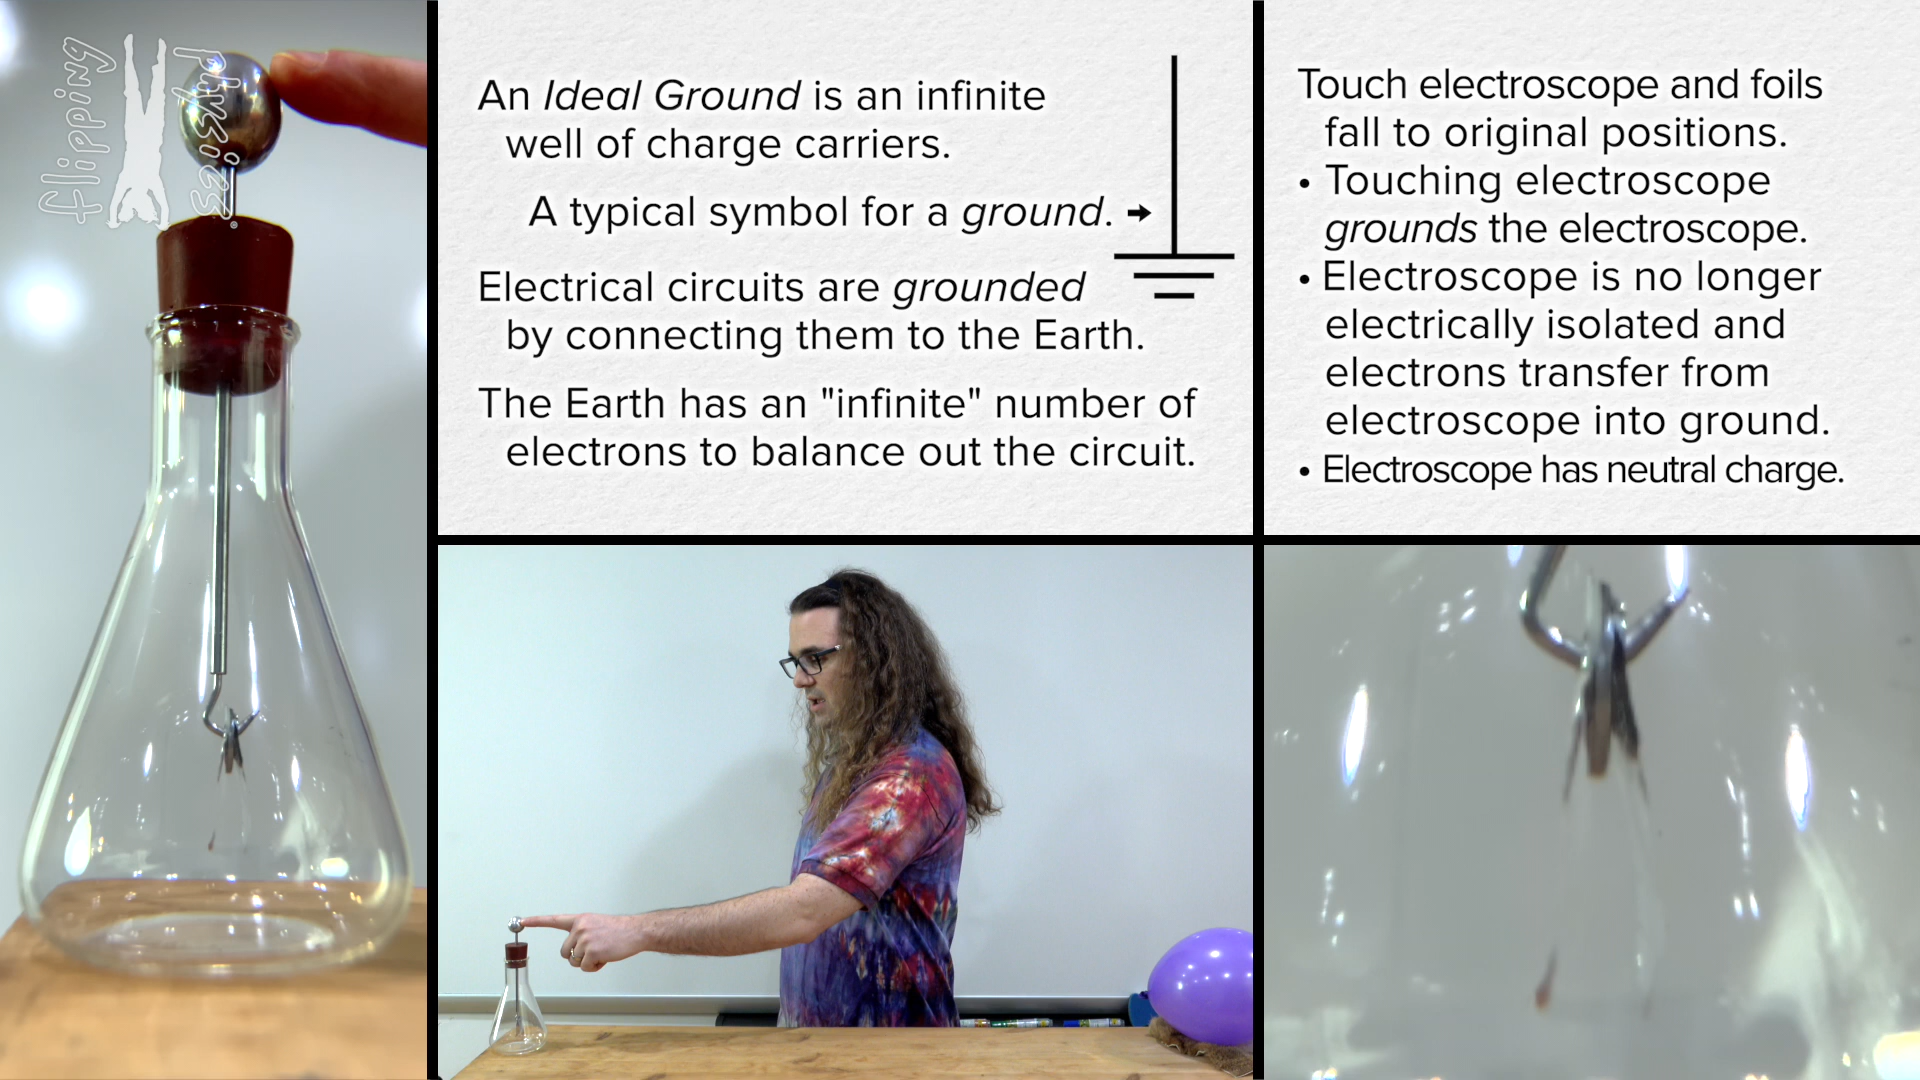 flipping
physics®
An Ideal Ground is an infinite
well of charge carriers.
A typical symbol for a ground. →
Electrical circuits are grounded
by connecting them to the Earth.
The Earth has an "infinite" number of
electrons to balance out the circuit.
Touch electroscope and foils
fall to original positions.
• Touching electroscope
grounds the electroscope.
• Electroscope is no longer
electrically isolated and
electrons transfer from
electroscope into ground.
• Electroscope has neutral charge.